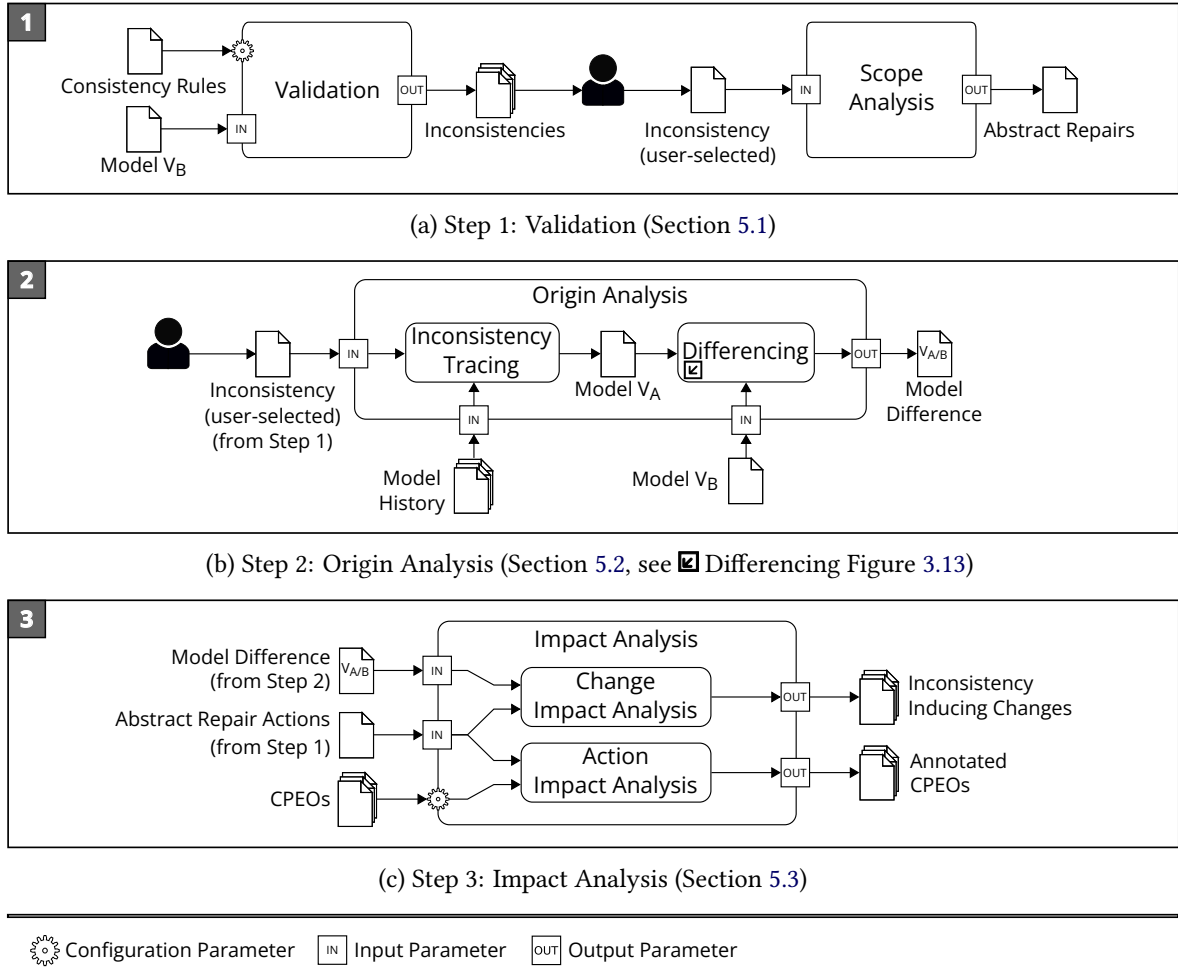 1
Consistency Rules
Model VB
IN
Validation
OUT
Inconsistencies
Inconsistency
(user-selected)
IN
Scope
Analysis
OUT
Abstract Repairs
(a) Step 1: Validation (Section 5.1)
2
Origin Analysis
Inconsistency
(user-selected)
(from Step 1)
IN
Inconsistency
Tracing
Model VA
Differencing
OUT
VA/B
Model
Difference
IN
IN
Model
History
Model VB
(b) Step 2: Origin Analysis (Section 5.2, see Differencing Figure 3.13)
3
Impact Analysis
Model Difference
(from Step 2)
VA/B
IN
Change
Impact Analysis
OUT
Inconsistency
Inducing Changes
Abstract Repair Actions
(from Step 1)
IN
Action
Impact Analysis
OUT
Annotated
CPEOs
CPEOs
(c) Step 3: Impact Analysis (Section 5.3)
Configuration Parameter
IN
Input Parameter
OUT
Output Parameter